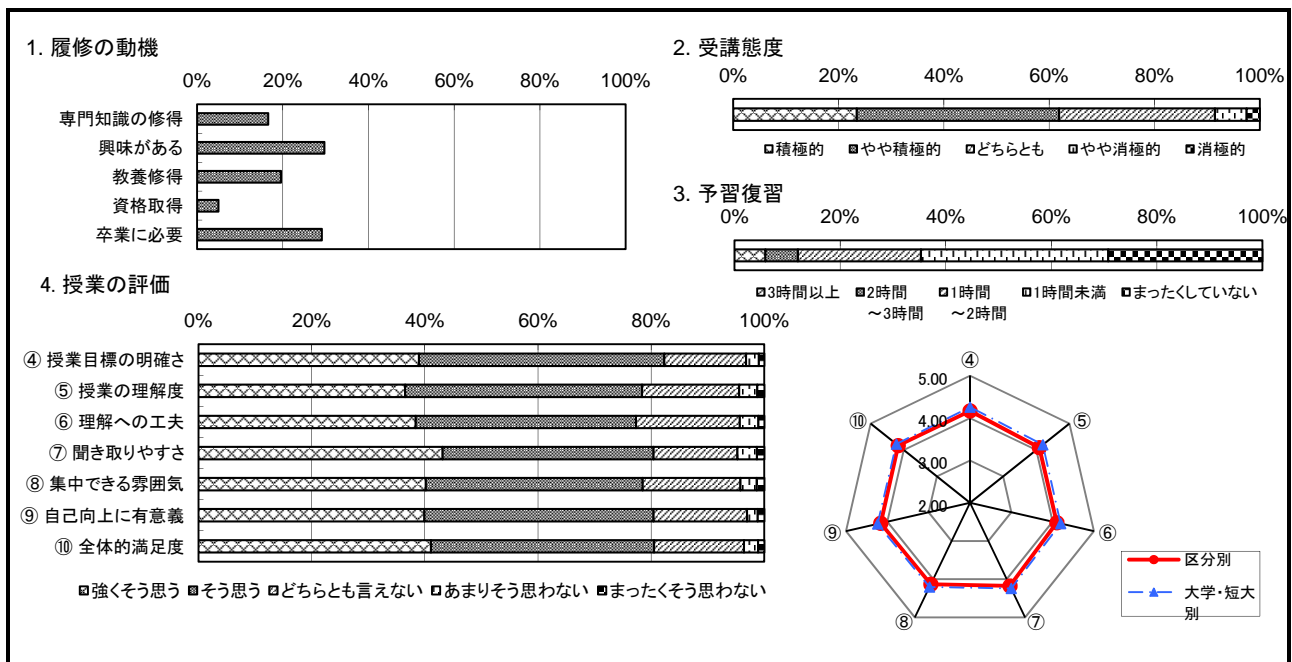 1. 履修の動機
0% 20% 40% 60% 80% 100%
専門知識の修得
興味がある
教養修得
資格取得
卒業に必要
2. 受講態度
0% 20% 40% 60% 80% 100%
積極的 やや積極的 どちらとも やや消極的 消極的
3. 予習復習
0% 20% 40% 60% 80% 100%
3時間以上 2時間 1時間 1時間未満 まったくしていない
～3時間 ～2時間
4. 授業の評価
0% 20% 40% 60% 80% 100%
④ 授業目標の明確さ
⑤ 授業の理解度
⑥ 理解への工夫
⑦ 聞き取りやすさ
⑧ 集中できる雰囲気
⑨ 自己向上に有意義
⑩ 全体的満足度
強くそう思う そう思う どちらとも言えない あまりそう思わない まったくそう思わない
④
5.00
⑩ 4.00 ⑤
3.00
2.00
⑨ ⑥
⑧ ⑦
区分別
大学・短大
別